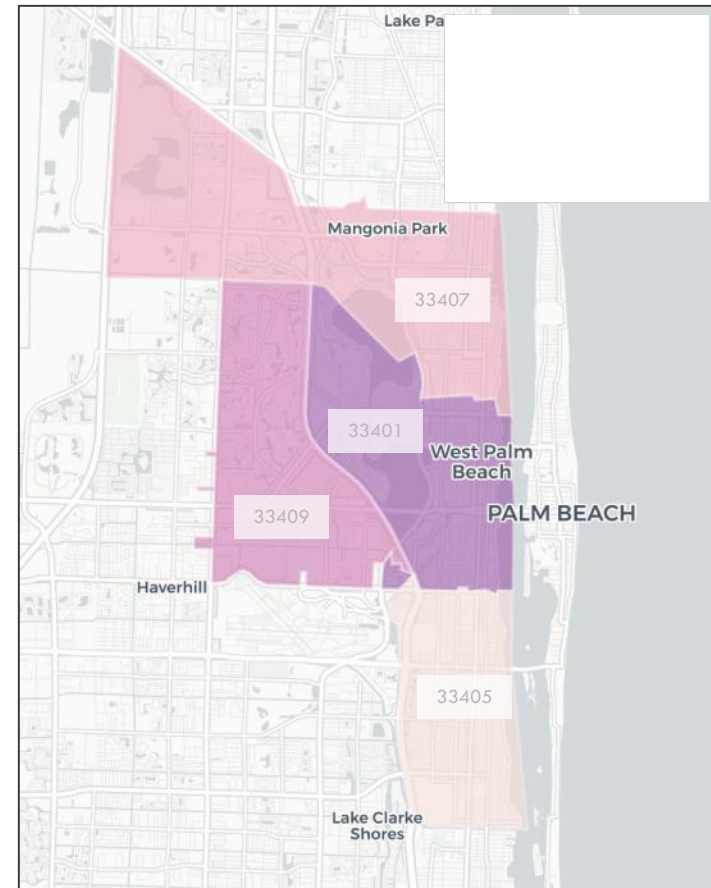 Lake Pa
Mangonia Park
33407
33401
West Palm
Beach
33409
PALM BEACH
Haverhill
33405
Lake Clarke
Shores